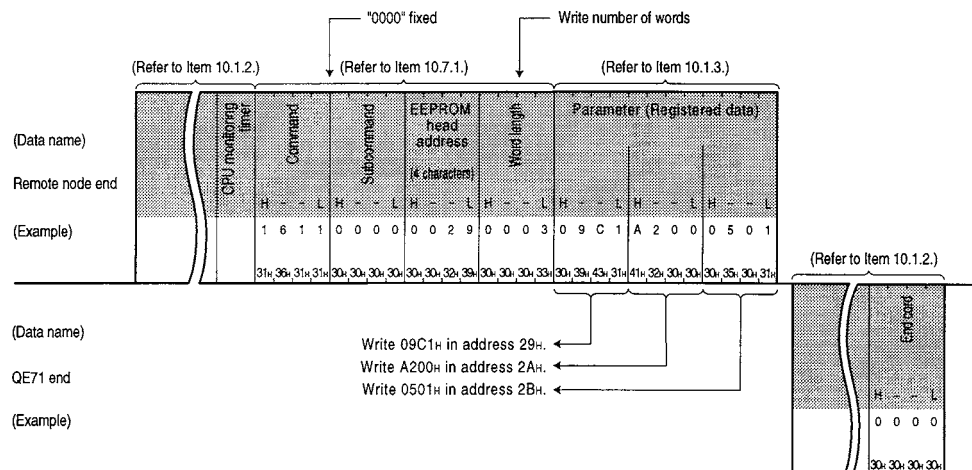 "0000" fixed
Write number of words
(Refer to Item 10.1.2.)
(Refer to Item 10.7.1.)
(Refer to Item 10.1.3.)
(Data name)
Remote node end
(Example)
CPU monitoring timer
Command
Subcommand
EEPROM head address
(4 characters)
Word length
Parameter (Registered data)
H - - L H - - L H - - L H - - L H - - L H - - L H - - L
1 6 1 1 0 0 0 0 0 0 2 9 0 0 0 3 0 9 C 1 A 2 0 0 0 5 0 1
31H 36H 31H 31H 30H 30H 30H 30H 30H 30H 32H 39H 30H 30H 30H 33H 30H 39H 43H 31H 41H 32H 30H 30H 30H 35H 30H 31H
(Refer to Item 10.1.2.)
(Data name)
QE71 end
(Example)
Write 09C1H in address 29H.
Write A200H in address 2AH.
Write 0501H in address 2BH.
End cord
H - - L
0 0 0 0
30H 30H 30H 30H